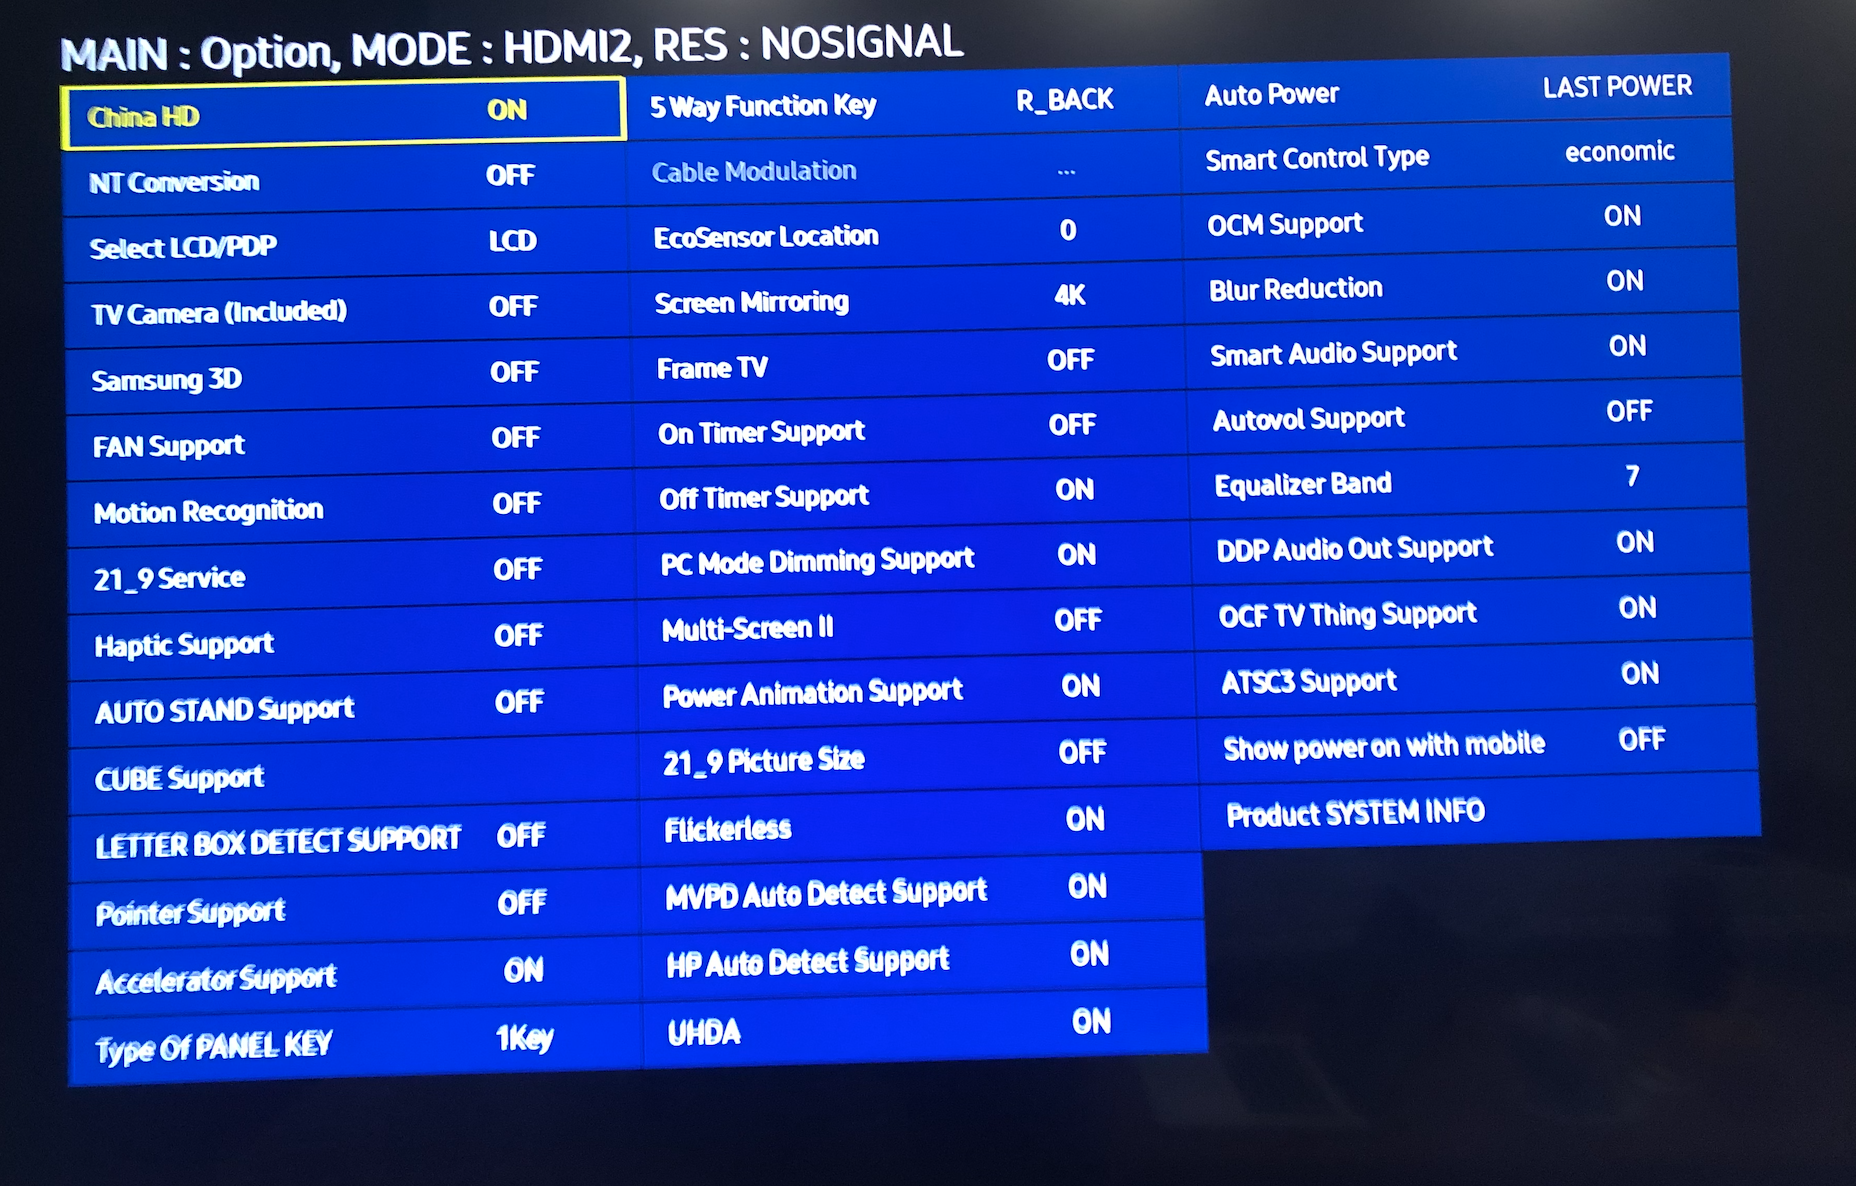 MAIN : Option, MODE : HDMI2, RES : NOSIGNAL
China HD ON
NT Conversion OFF
Select LCD/PDP LCD
TV Camera (Included) OFF
Samsung 3D OFF
FAN Support OFF
Motion Recognition OFF
21_9 Service OFF
Haptic Support OFF
AUTO STAND Support OFF
CUBE Support
LETTER BOX DETECT SUPPORT OFF
Pointer Support OFF
Accelerator Support ON
Type Of PANEL KEY 1Key
5 Way Function Key R_BACK
Cable Modulation ...
EcoSensor Location 0
Screen Mirroring 4K
Frame TV OFF
On Timer Support OFF
Off Timer Support ON
PC Mode Dimming Support ON
Multi-Screen II OFF
Power Animation Support ON
21_9 Picture Size OFF
Flickerless ON
MVPD Auto Detect Support ON
HP Auto Detect Support ON
UHDA ON
Auto Power LAST POWER
Smart Control Type economic
OCM Support ON
Blur Reduction ON
Smart Audio Support ON
Autovol Support OFF
Equalizer Band 7
DDP Audio Out Support ON
OCF TV Thing Support ON
ATSC3 Support ON
Show power on with mobile OFF
Product SYSTEM INFO